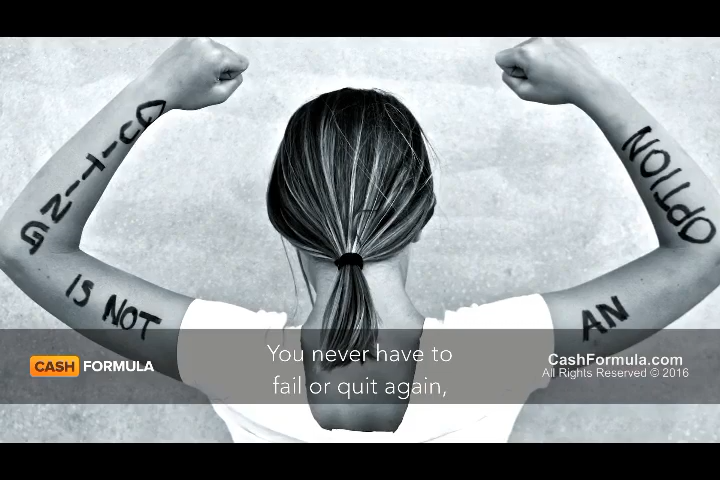 QUITING
IS NOT
AN
OPTION
CASH FORMULA
You never have to
fail or quit again,
CashFormula.com
All Rights Reserved © 2016